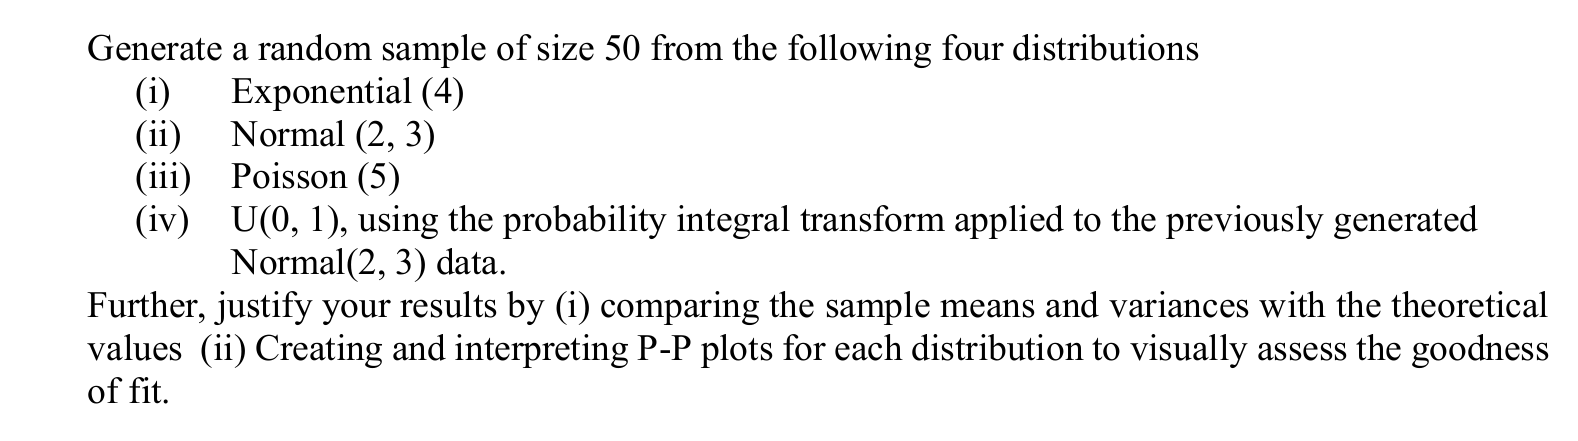 Generate a random sample of size 50 from the following four distributions
(i) Exponential (4)
(ii) Normal (2, 3)
(iii) Poisson (5)
(iv) U(0, 1), using the probability integral transform applied to the previously generated
Normal(2, 3) data.
Further, justify your results by (i) comparing the sample means and variances with the theoretical
values (ii) Creating and interpreting P-P plots for each distribution to visually assess the goodness
of fit.